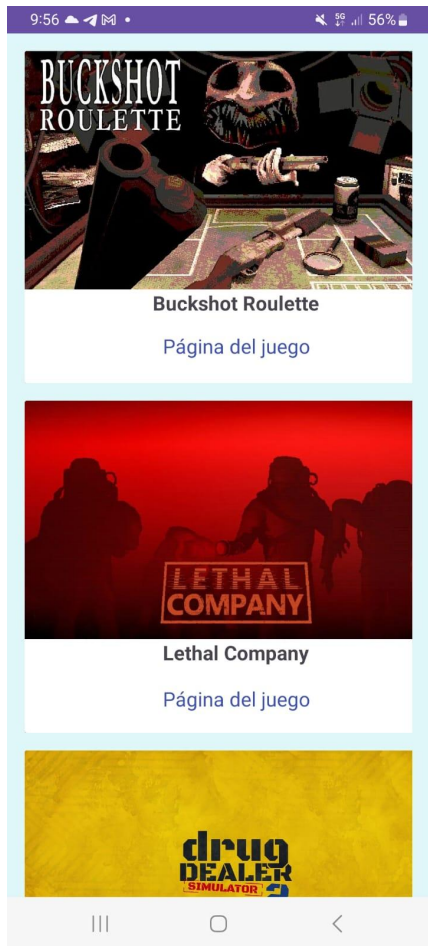 9:56
5G
56%
BUCKSHOT
ROULETTE
Buckshot Roulette
Página del juego
LETHAL
COMPANY
Lethal Company
Página del juego
drug
DEALER
SIMULATOR